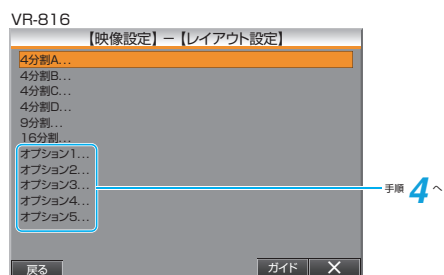 VR-816
【映像設定】－【レイアウト設定】
4分割A...
4分割B...
4分割C...
4分割D...
9分割...
16分割...
オプション1...
オプション2...
オプション3...
オプション4...
オプション5...
手順 4 へ
戻る ガイド ×